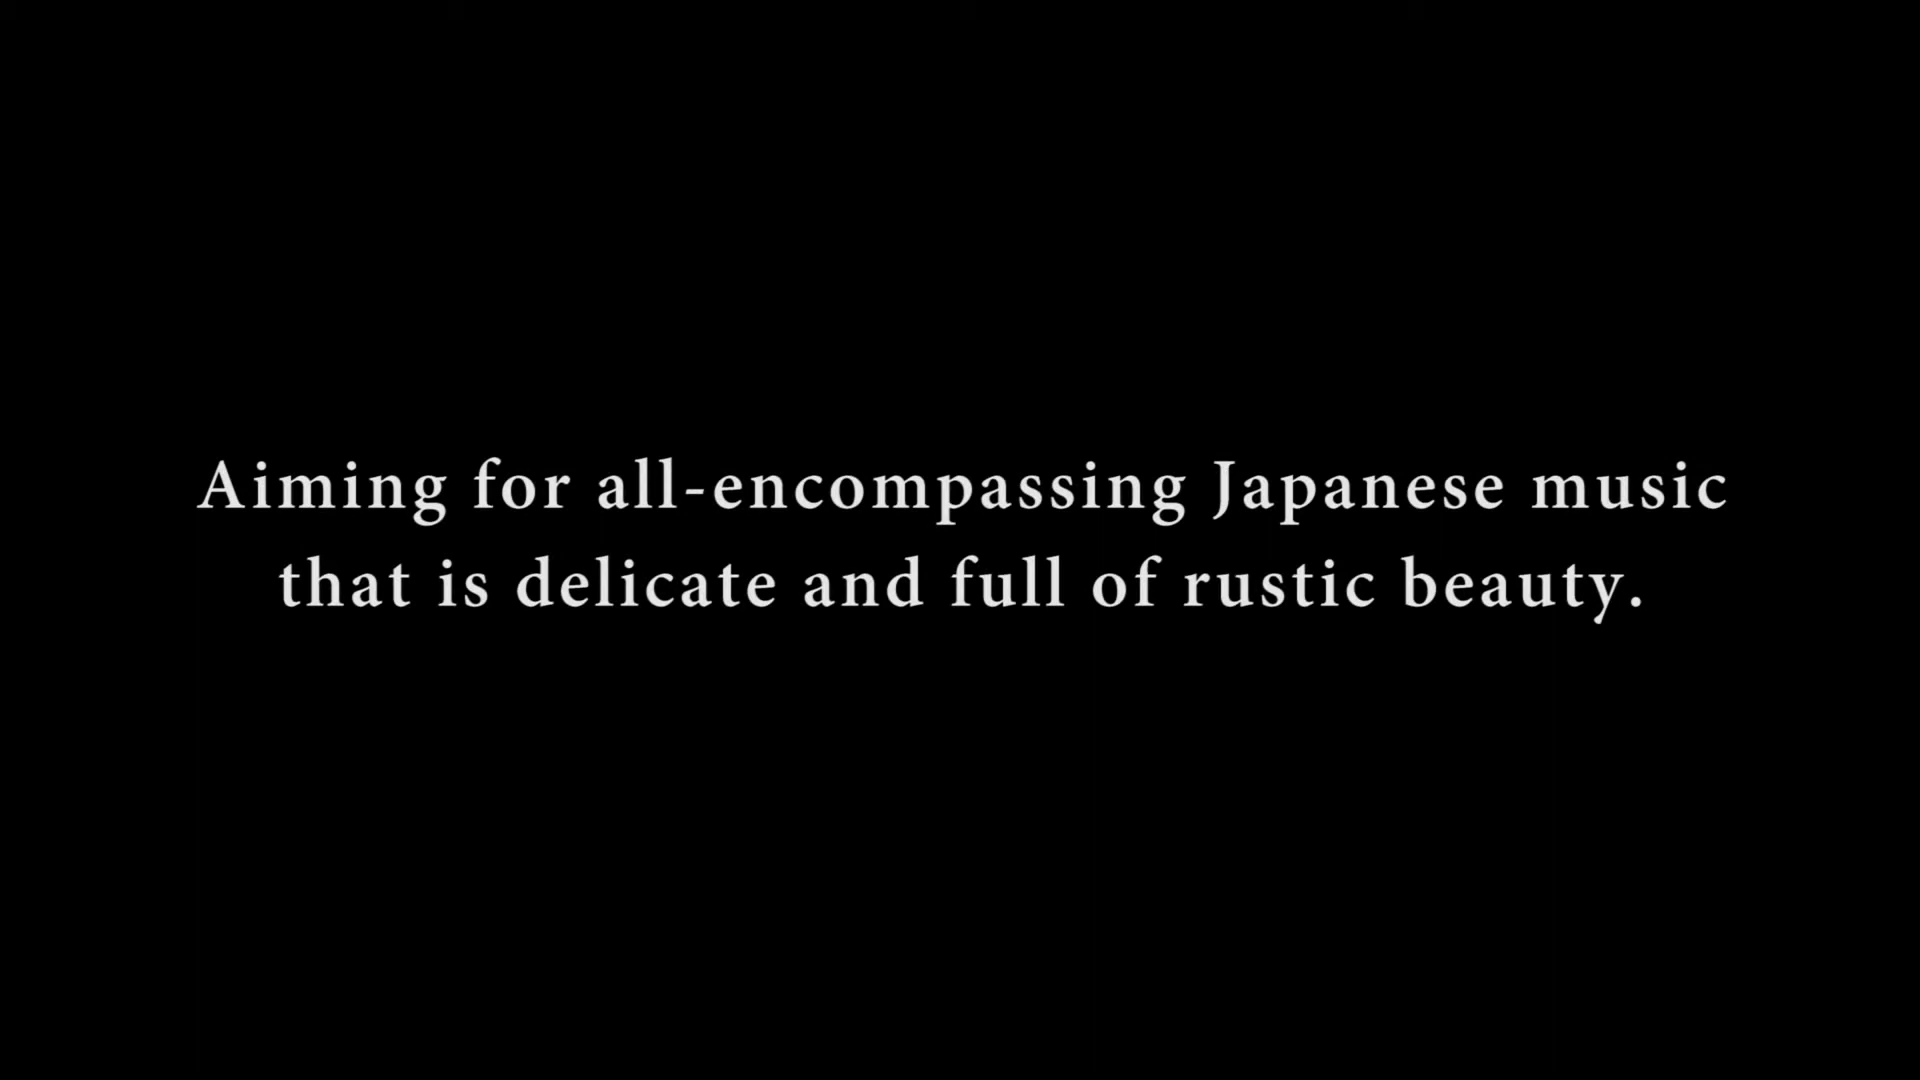 Aiming for all-encompassing Japanese music
that is delicate and full of rustic beauty.